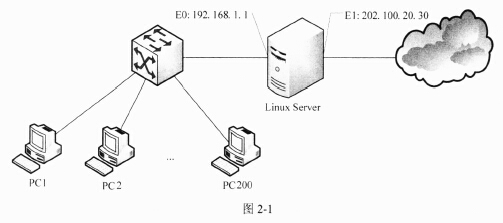 E0: 192. 168. 1. 1
E1: 202. 100. 20. 30
Linux Server
PC1
PC2
...
PC200
图 2-1